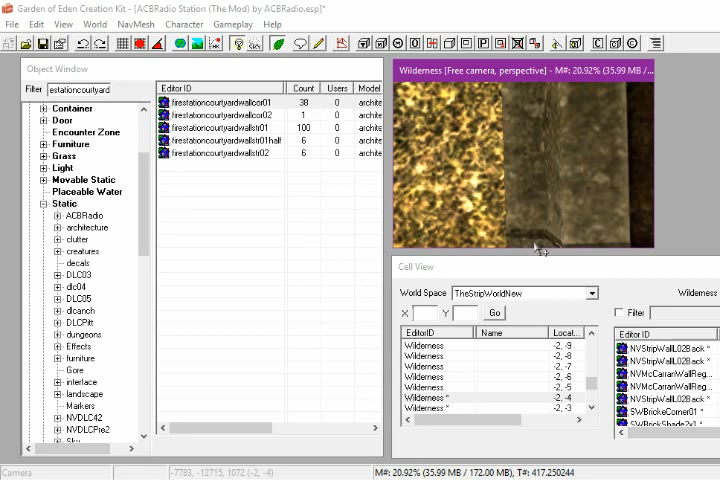 Garden of Eden Creation Kit - [ACBRadio Station (The Mod) by ACBRadio.esp]*
File Edit View World NavMesh Character Gameplay Help
Object Window
Filter estationcourtyard
Container
Door
Encounter Zone
Furniture
Grass
Light
Movable Static
Placeable Water
Static
ACBRadio
architecture
clutter
creatures
decals
DLC03
dlc04
DLC05
dlcanch
DLCPitt
dungeons
Effects
furniture
Gore
interface
landscape
Markers
NVDLC42
NVDLCPre2
Sky
Editor ID Count Users Model
firestationcourtyardwallcor01 38 0 archite
firestationcourtyardwallcor02 1 0 archite
firestationcourtyardwallstr01 100 0 archite
firestationcourtyardwallstr01half 6 0 archite
firestationcourtyardwallstr02 6 0 archite
Wilderness [Free camera, perspective] - M#: 20.92% (35.99 MB /...
Cell View
World Space TheStripWorldNew Wilderness
X Y Go
Filter
EditorID Name Locat...
Wilderness -2, -9
Wilderness -2, -8
Wilderness -2, -7
Wilderness -2, -6
Wilderness -2, -5
Wilderness * -2, -4
Wilderness * -2, -3
Editor ID
NVStripWallL02Back *
NVStripWallL02Back *
NVMcCarranWallReg...
NVMcCarranWallReg...
NVStripWallL02Back *
SWBrickeCorner01 *
SWBrickShade2x1 *
Camera -7783, -12715, 1072 (-2, -4) M#: 20.92% (35.99 MB / 172.00 MB), T#: 417.250244